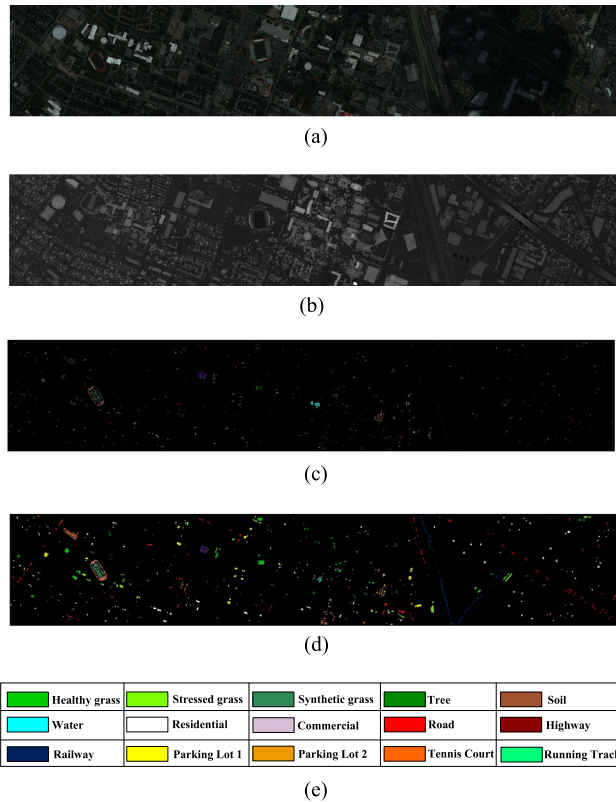 (a)
(b)
(c)
(d)
Healthy grass Stressed grass Synthetic grass Tree Soil
Water Residential Commercial Road Highway
Railway Parking Lot 1 Parking Lot 2 Tennis Court Running Track
(e)